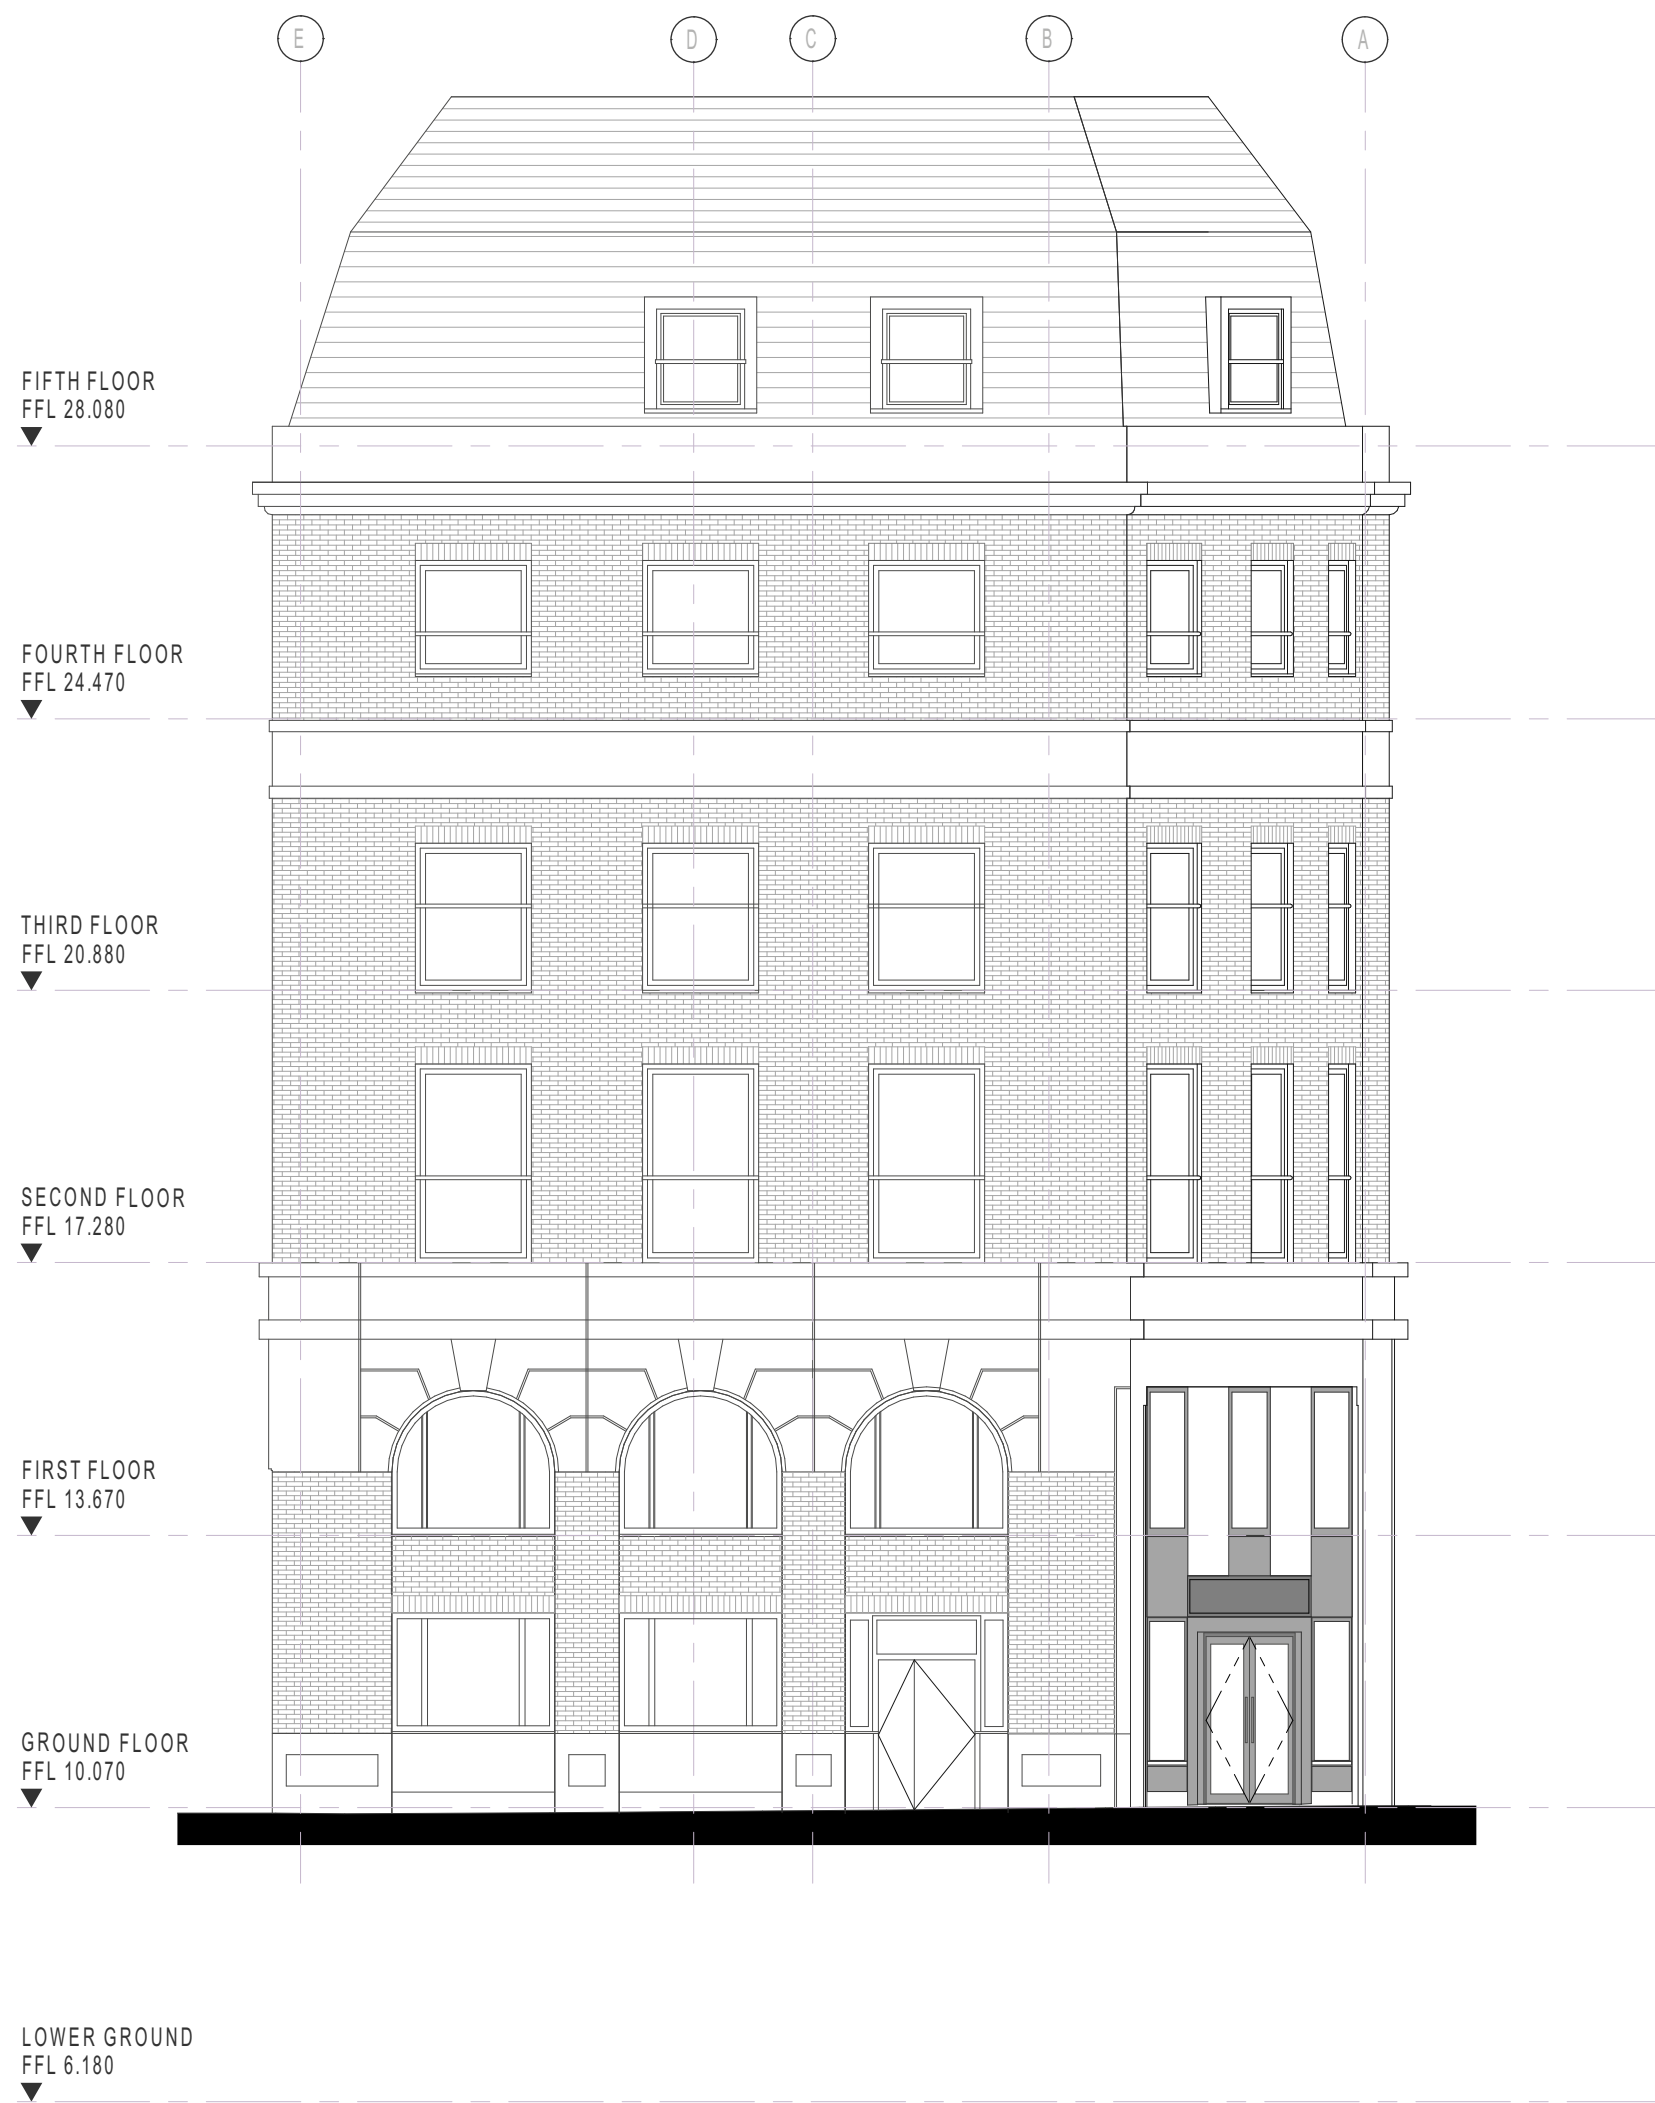 E D C B A
FIFTH FLOOR
FFL 28.080
FOURTH FLOOR
FFL 24.470
THIRD FLOOR
FFL 20.880
SECOND FLOOR
FFL 17.280
FIRST FLOOR
FFL 13.670
GROUND FLOOR
FFL 10.070
LOWER GROUND
FFL 6.180